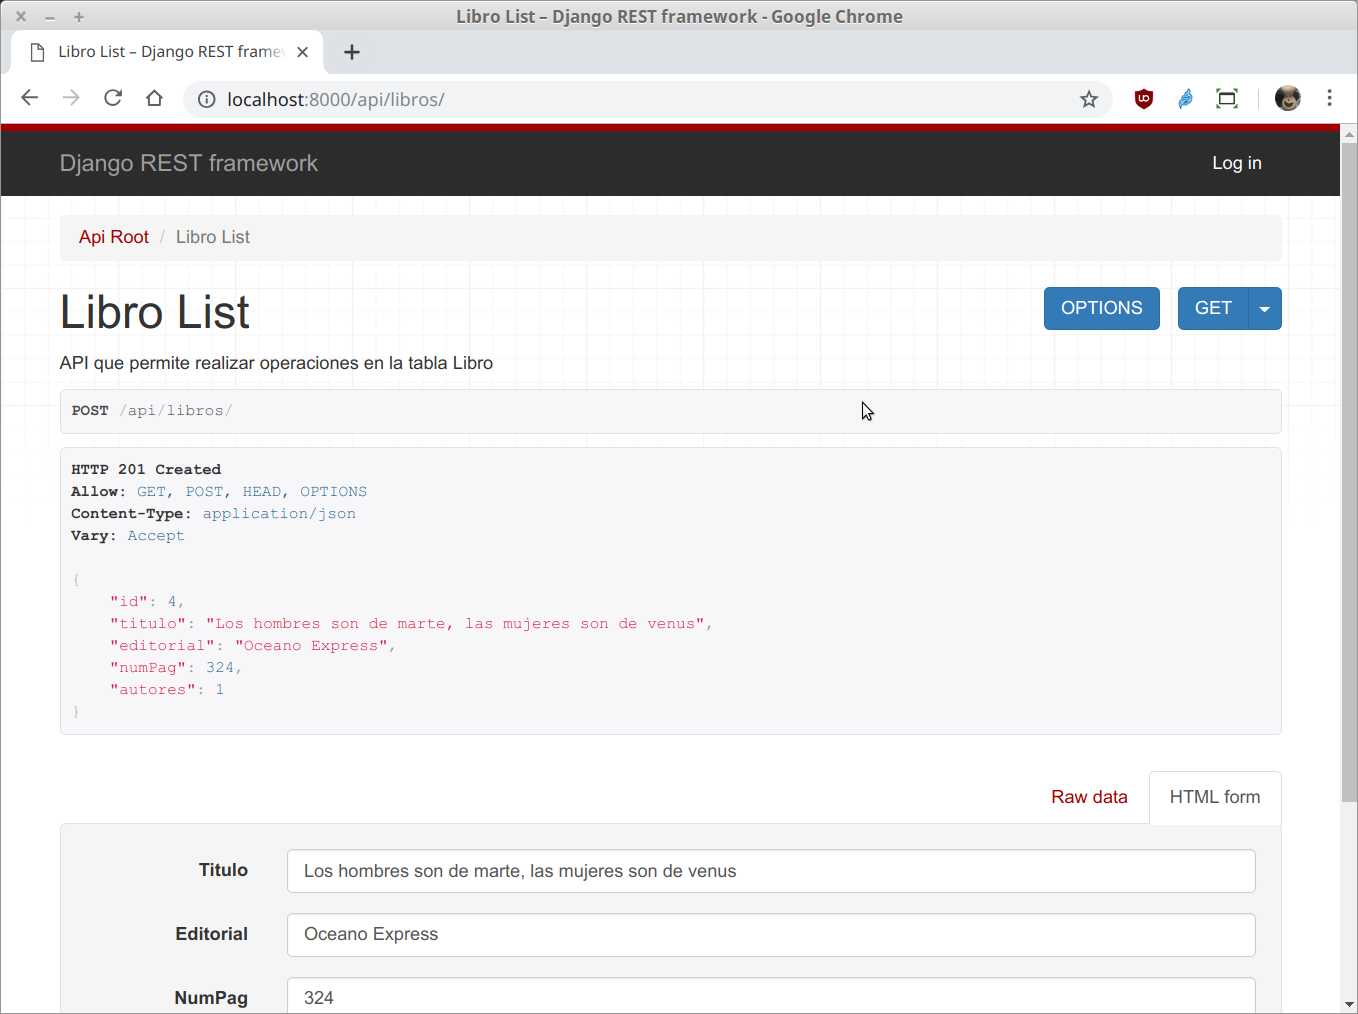 Libro List – Django REST framework - Google Chrome
Libro List – Django REST frame
localhost:8000/api/libros/
Django REST framework
Log in
Api Root / Libro List
Libro List
OPTIONS
GET
API que permite realizar operaciones en la tabla Libro
POST /api/libros/
HTTP 201 Created
Allow: GET, POST, HEAD, OPTIONS
Content-Type: application/json
Vary: Accept
{
"id": 4,
"titulo": "Los hombres son de marte, las mujeres son de venus",
"editorial": "Oceano Express",
"numPag": 324,
"autores": 1
}
Raw data
HTML form
Titulo
Los hombres son de marte, las mujeres son de venus
Editorial
Oceano Express
NumPag
324